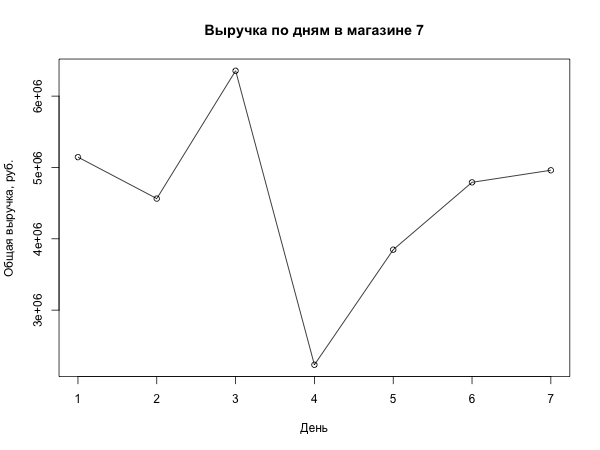 Выручка по дням в магазине 7
Общая выручка, руб.
6e+06
5e+06
4e+06
3e+06
1 2 3 4 5 6 7
День